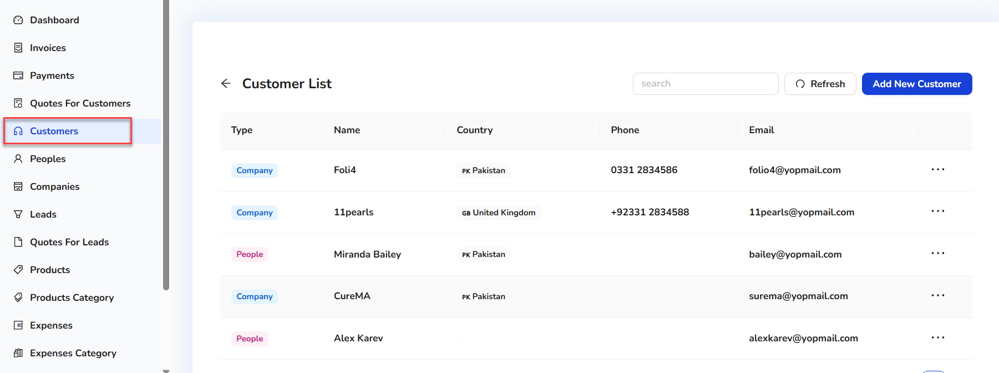 Dashboard
Invoices
Payments
Quotes For Customers
Customers
Peoples
Companies
Leads
Quotes For Leads
Products
Products Category
Expenses
Expenses Category
Customer List
search
Refresh
Add New Customer
Type Name Country Phone Email
Company Foli4 PK Pakistan 0331 2834586 folio4@yopmail.com
Company 11pearls GB United Kingdom +92331 2834588 11pearls@yopmail.com
People Miranda Bailey PK Pakistan bailey@yopmail.com
Company CureMA PK Pakistan surema@yopmail.com
People Alex Karev alexkarev@yopmail.com